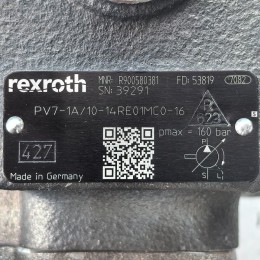 rexroth
MNR: R900580381 FD: 53819 7082
SN: 39291
PV7-1A/10-14RE01MC0-16
623
pmax = 160 bar
427
P
S L
Made in Germany